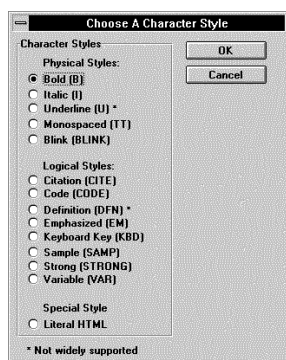 Choose A Character Style
Character Styles
Physical Styles:
Bold (B)
Italic (I)
Underline (U) *
Monospaced (TT)
Blink (BLINK)
Logical Styles:
Citation (CITE)
Code (CODE)
Definition (DFN) *
Emphasized (EM)
Keyboard Key (KBD)
Sample (SAMP)
Strong (STRONG)
Variable (VAR)
Special Style
Literal HTML
* Not widely supported
OK
Cancel